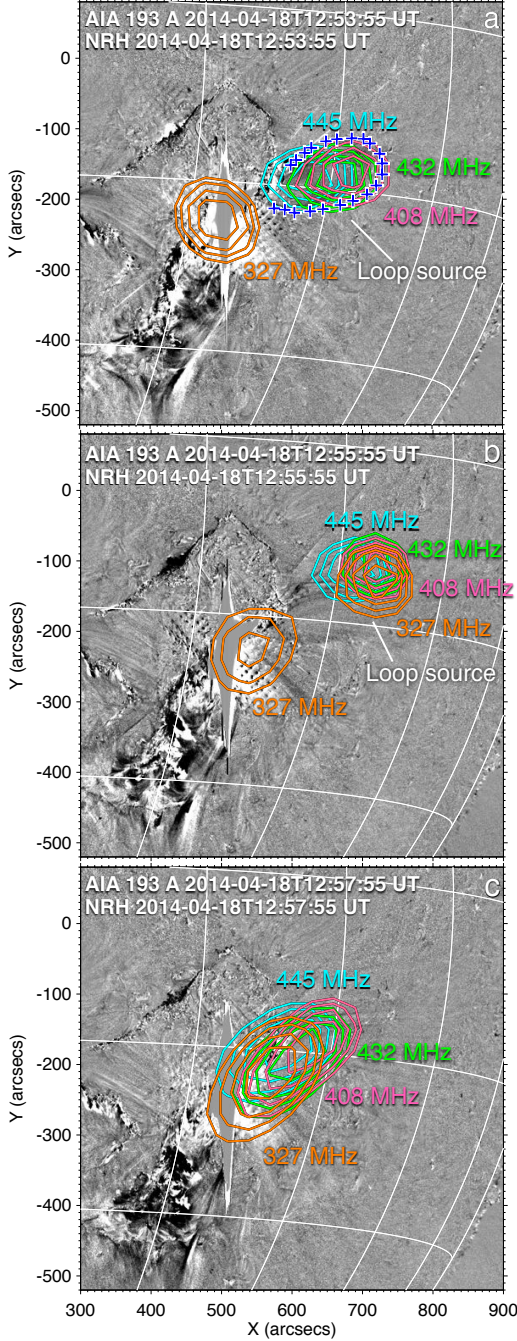 AIA 193 A 2014-04-18T12:53:55 UT
a
NRH 2014-04-18T12:53:55 UT
0
445 MHz
-100
432 MHz
-200
408 MHz
327 MHz
Loop source
-300
-400
-500
Y (arcsecs)
AIA 193 A 2014-04-18T12:55:55 UT
b
NRH 2014-04-18T12:55:55 UT
0
445 MHz
432 MHz
-100
408 MHz
327 MHz
-200
Loop source
327 MHz
-300
-400
-500
Y (arcsecs)
AIA 193 A 2014-04-18T12:57:55 UT
c
NRH 2014-04-18T12:57:55 UT
0
445 MHz
-100
432 MHz
-200
408 MHz
327 MHz
-300
-400
-500
Y (arcsecs)
300 400 500 600 700 800 900
X (arcsecs)